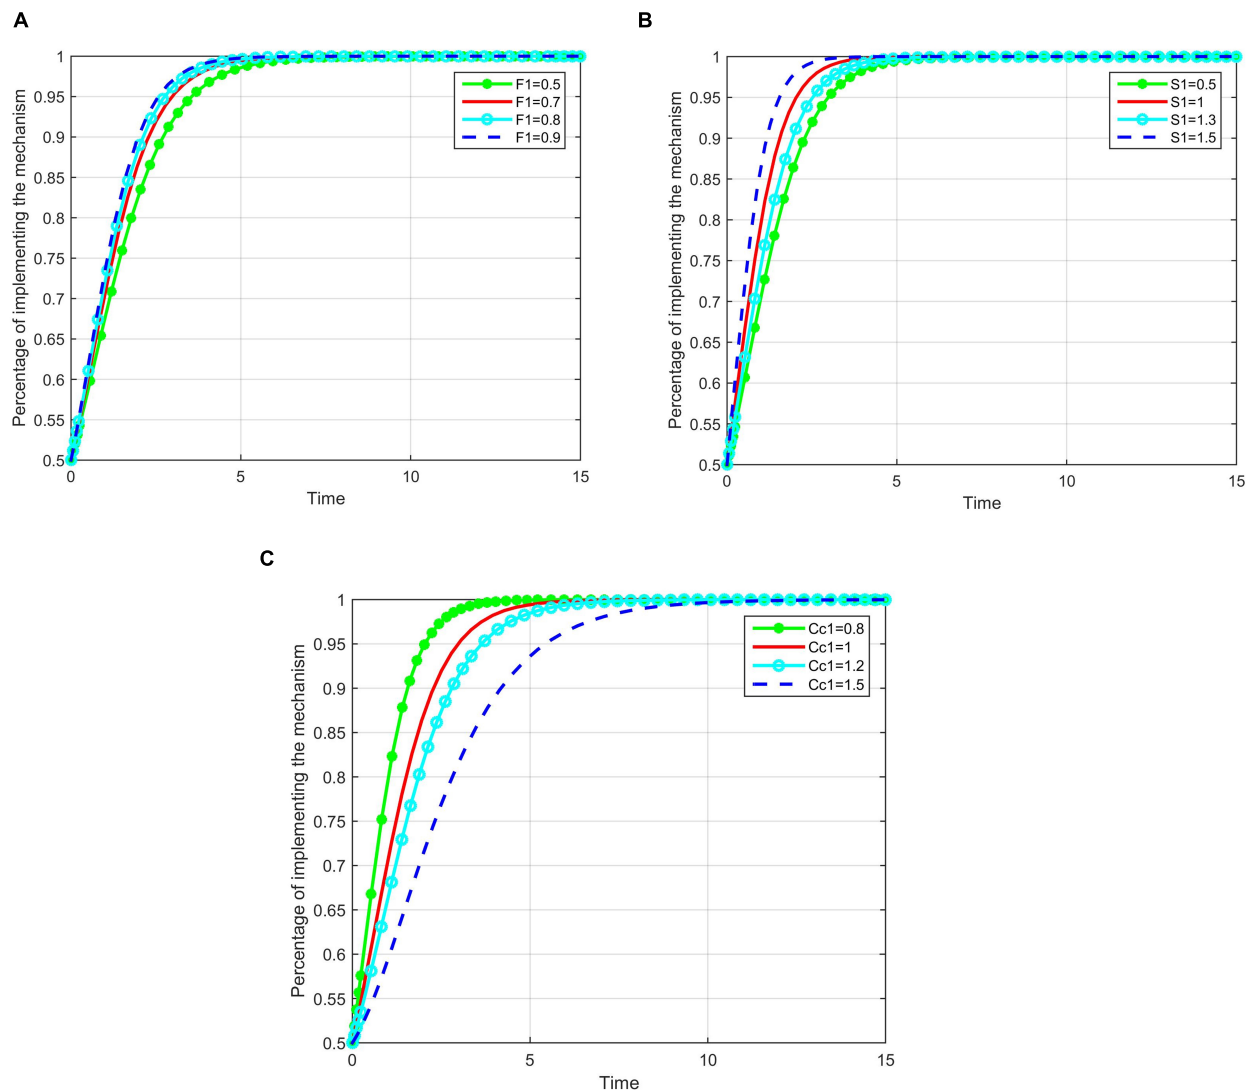 A
Percentage of implementing the mechanism
1
0.95
0.9
0.85
0.8
0.75
0.7
0.65
0.6
0.55
0.5
0
5
10
15
Time
F1=0.5
F1=0.7
F1=0.8
F1=0.9
B
Percentage of implementing the mechanism
1
0.95
0.9
0.85
0.8
0.75
0.7
0.65
0.6
0.55
0.5
0
5
10
15
Time
S1=0.5
S1=1
S1=1.3
S1=1.5
C
Percentage of implementing the mechanism
1
0.95
0.9
0.85
0.8
0.75
0.7
0.65
0.6
0.55
0.5
0
5
10
15
Time
Cc1=0.8
Cc1=1
Cc1=1.2
Cc1=1.5